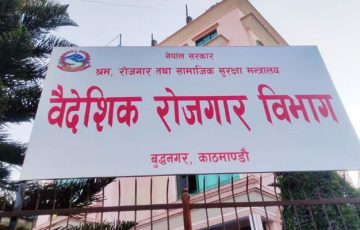 नेपाल सरकार
श्रम, रोजगार तथा सामाजिक सुरक्षा मन्त्रालय
वैदेशिक रोजगार विभाग
बुद्धनगर, काठमाण्डौ